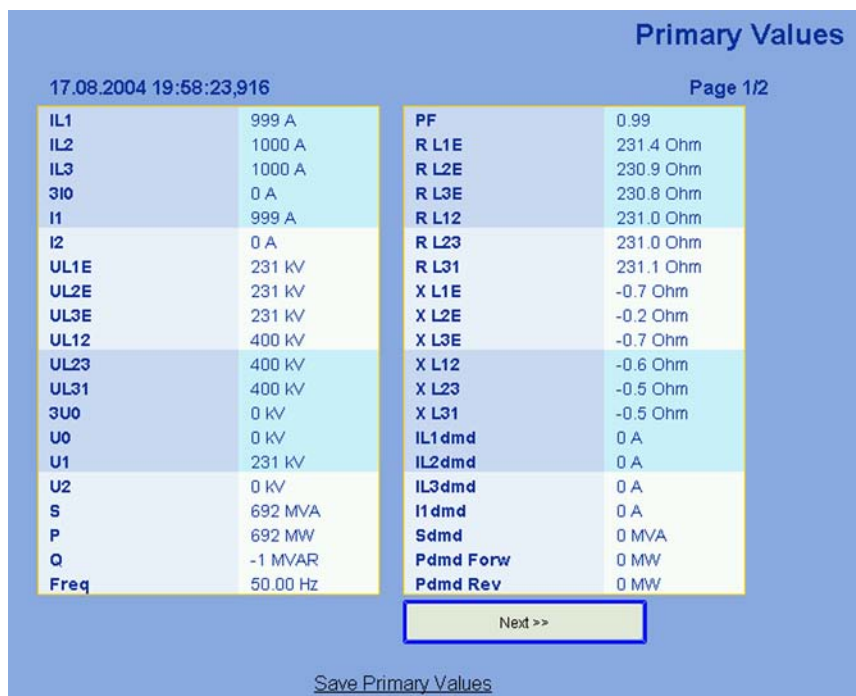 Primary Values
17.08.2004 19:58:23,916 Page 1/2
IL1 999 A
IL2 1000 A
IL3 1000 A
3I0 0 A
I1 999 A
I2 0 A
UL1E 231 kV
UL2E 231 kV
UL3E 231 kV
UL12 400 kV
UL23 400 kV
UL31 400 kV
3U0 0 kV
U0 0 kV
U1 231 kV
U2 0 kV
S 692 MVA
P 692 MW
Q -1 MVAR
Freq 50.00 Hz
PF 0.99
R L1E 231.4 Ohm
R L2E 230.9 Ohm
R L3E 230.8 Ohm
R L12 231.0 Ohm
R L23 231.0 Ohm
R L31 231.1 Ohm
X L1E -0.7 Ohm
X L2E -0.2 Ohm
X L3E -0.7 Ohm
X L12 -0.6 Ohm
X L23 -0.5 Ohm
X L31 -0.5 Ohm
IL1dmd 0 A
IL2dmd 0 A
IL3dmd 0 A
I1dmd 0 A
Sdmd 0 MVA
Pdmd Forw 0 MW
Pdmd Rev 0 MW
Next >>
Save Primary Values